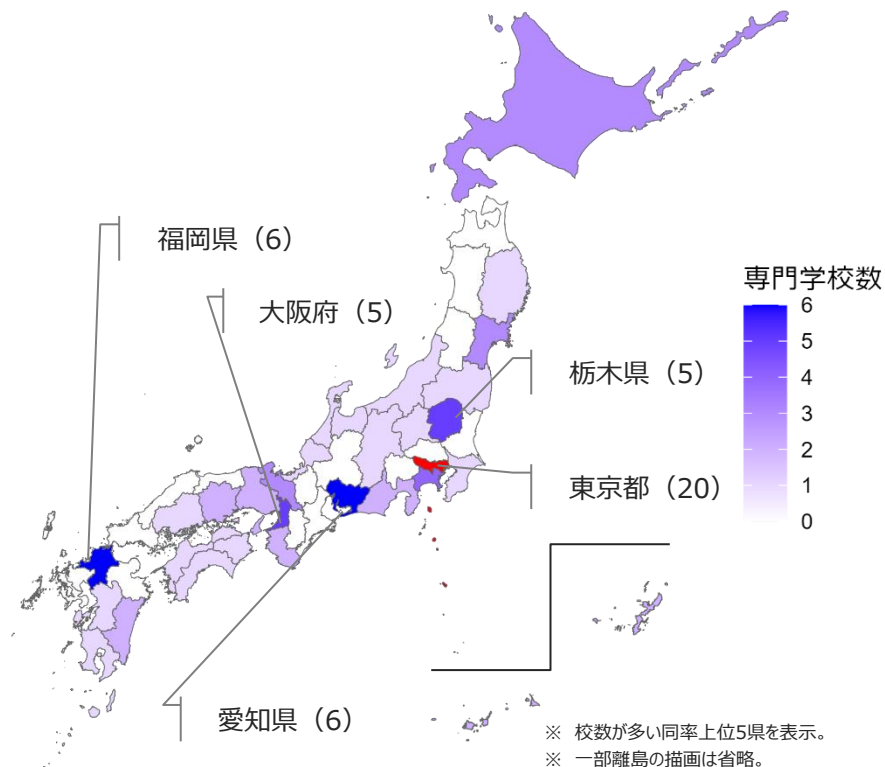 福岡県（6）
大阪府（5）
専門学校数
6
5
4
3
2
1
0
栃木県（5）
東京都（20）
愛知県（6）
※ 校数が多い同率上位5県を表示。
※ 一部離島の描画は省略。